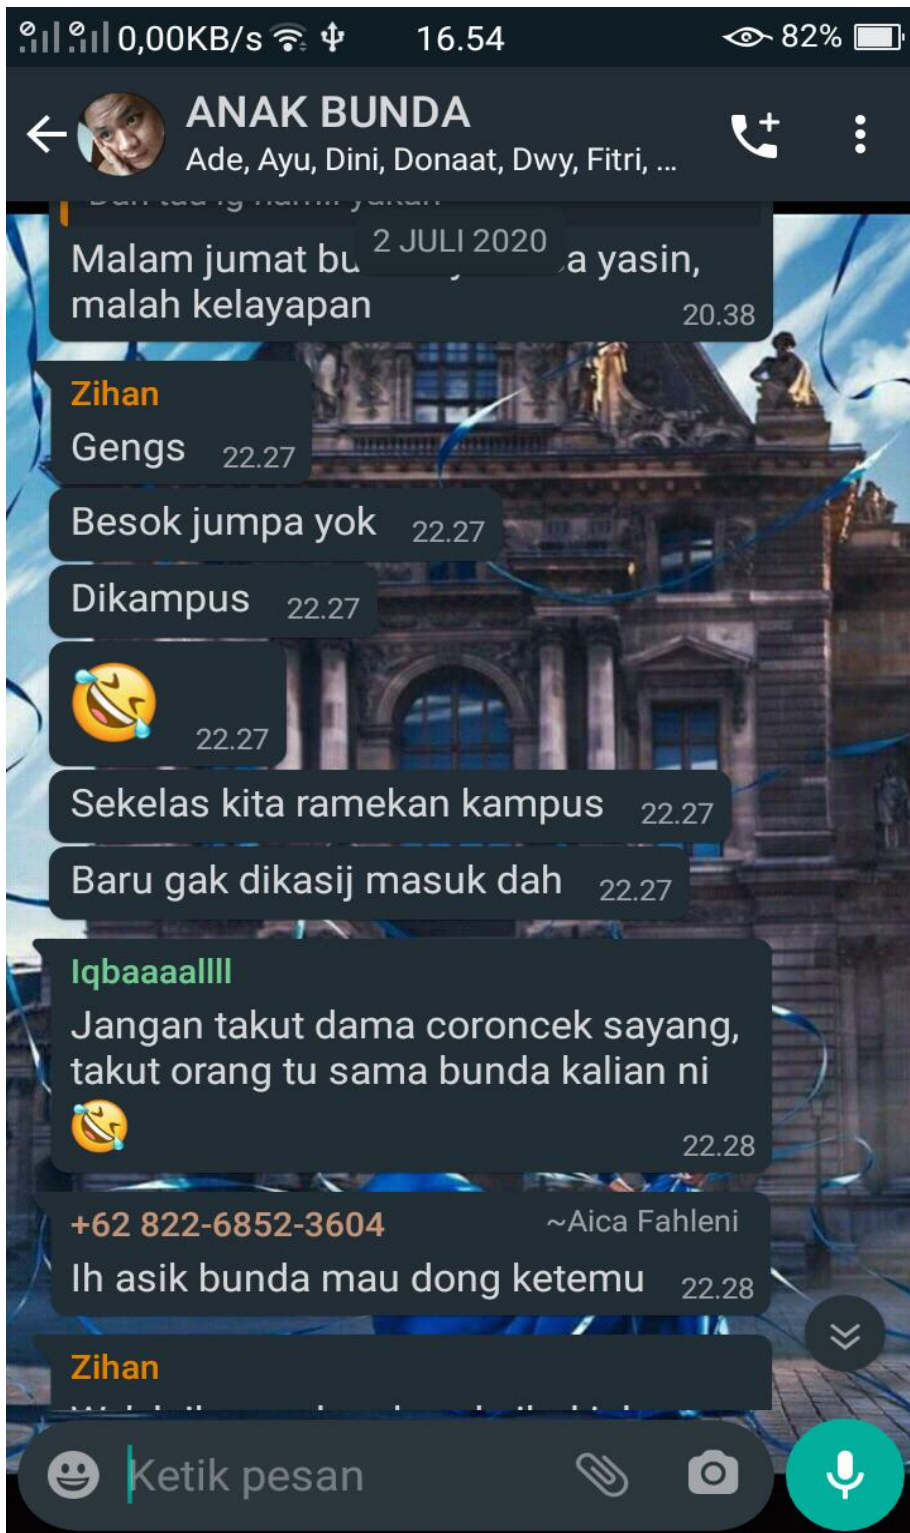 0,00KB/s 16.54 82%
ANAK BUNDA
Ade, Ayu, Dini, Donaat, Dwy, Fitri, ...
2 JULI 2020
Malam jumat a yasin,
malah kelayapan 20.38
Zihan
Gengs 22.27
Besok jumpa yok 22.27
Dikampus 22.27
🤣 22.27
Sekelas kita ramekan kampus 22.27
Baru gak dikasij masuk dah 22.27
Iqbaaaallll
Jangan takut dama coroncek sayang,
takut orang tu sama bunda kalian ni
🤣 22.28
+62 822-6852-3604 ~Aica Fahleni
Ih asik bunda mau dong ketemu 22.28
Zihan
Ketik pesan